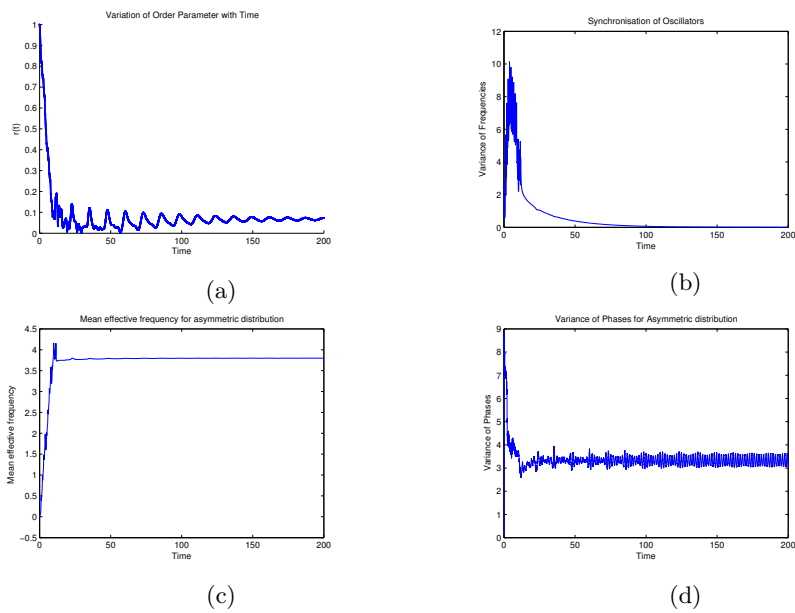 Variation of Order Parameter with Time
1
0.9
0.8
0.7
0.6
0.5
0.4
0.3
0.2
0.1
0
r(t)
0 50 100 150 200
Time
(a)
Synchronisation of Oscillators
14
12
10
8
6
4
2
0
Variance of Frequencies
0 50 100 150 200
Time
(b)
Mean effective frequency for asymmetric distribution
4.5
4
3.5
3
2.5
2
1.5
1
0.5
0
−0.5
Mean effective frequency
0 50 100 150 200
Time
(c)
Variance of Phases for Asymmetric distribution
9
8
7
6
5
4
3
2
1
0
Variance of Phases
0 50 100 150 200
Time
(d)